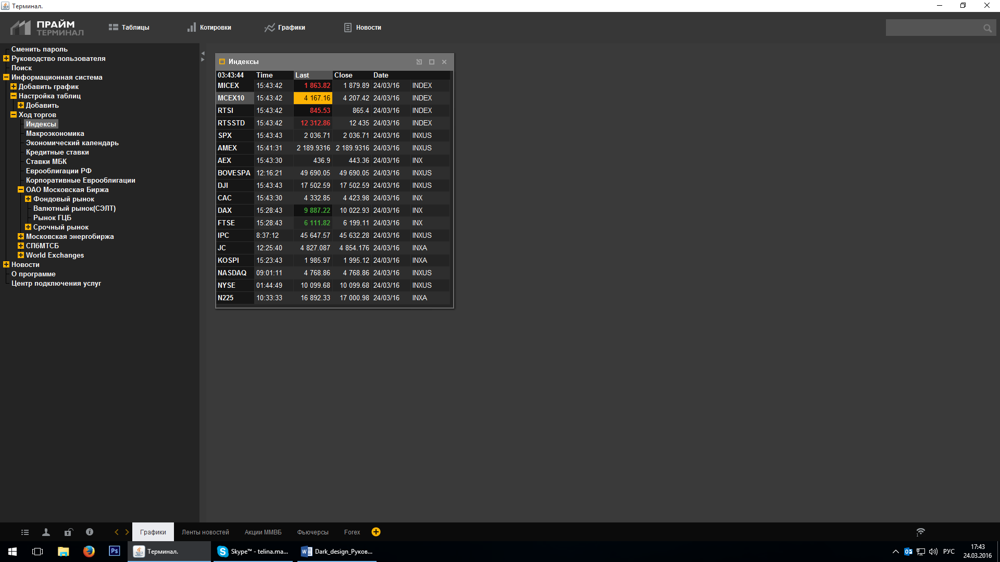 Терминал.
ПРАЙМ
ТЕРМИНАЛ
Таблицы
Котировки
Графики
Новости
Сменить пароль
Руководство пользователя
Поиск
Информационная система
Добавить график
Настройка таблиц
Добавить
Ход торгов
Индексы
Макроэкономика
Экономический календарь
Кредитные ставки
Ставки МБК
Еврооблигации РФ
Корпоративные Еврооблигации
ОАО Московская Биржа
Фондовый рынок
Валютный рынок(СЭЛТ)
Рынок ГЦБ
Срочный рынок
Московская энергобиржа
СПбМТСБ
World Exchanges
Новости
О программе
Центр подключения услуг
Индексы
03:43:44 Time Last Close Date
MICEX 15:43:42 1 863.82 1 879.89 24/03/16 INDEX
MCEX10 15:43:42 4 167.16 4 207.42 24/03/16 INDEX
RTSI 15:43:42 845.53 865.4 24/03/16 INDEX
RTSSTD 15:43:42 12 312.86 12 435 24/03/16 INDEX
SPX 15:43:43 2 036.71 2 036.71 24/03/16 INXUS
AMEX 15:41:31 2 189.9316 2 189.9316 24/03/16 INXUS
AEX 15:43:30 436.9 443.36 24/03/16 INX
BOVESPA 12:16:21 49 690.05 49 690.05 24/03/16 INXUS
DJI 15:43:43 17 502.59 17 502.59 24/03/16 INXUS
CAC 15:43:30 4 332.85 4 423.98 24/03/16 INX
DAX 15:28:43 9 887.22 10 022.93 24/03/16 INX
FTSE 15:28:43 6 111.82 6 199.11 24/03/16 INX
IPC 8:37:12 45 647.57 45 632.28 24/03/16 INXUS
JC 12:25:40 4 827.087 4 854.176 24/03/16 INXA
KOSPI 15:23:43 1 985.97 1 995.12 24/03/16 INXA
NASDAQ 09:01:11 4 768.86 4 768.86 24/03/16 INXUS
NYSE 01:44:49 10 099.68 10 099.68 24/03/16 INXUS
N225 10:33:33 16 892.33 17 000.98 24/03/16 INXA
Графики Ленты новостей Акции ММВБ Фьючерсы Forex
1
Ps Терминал. Skype™ - telina.ma... Dark_design_Руков... РУС
17:43
24.03.2016